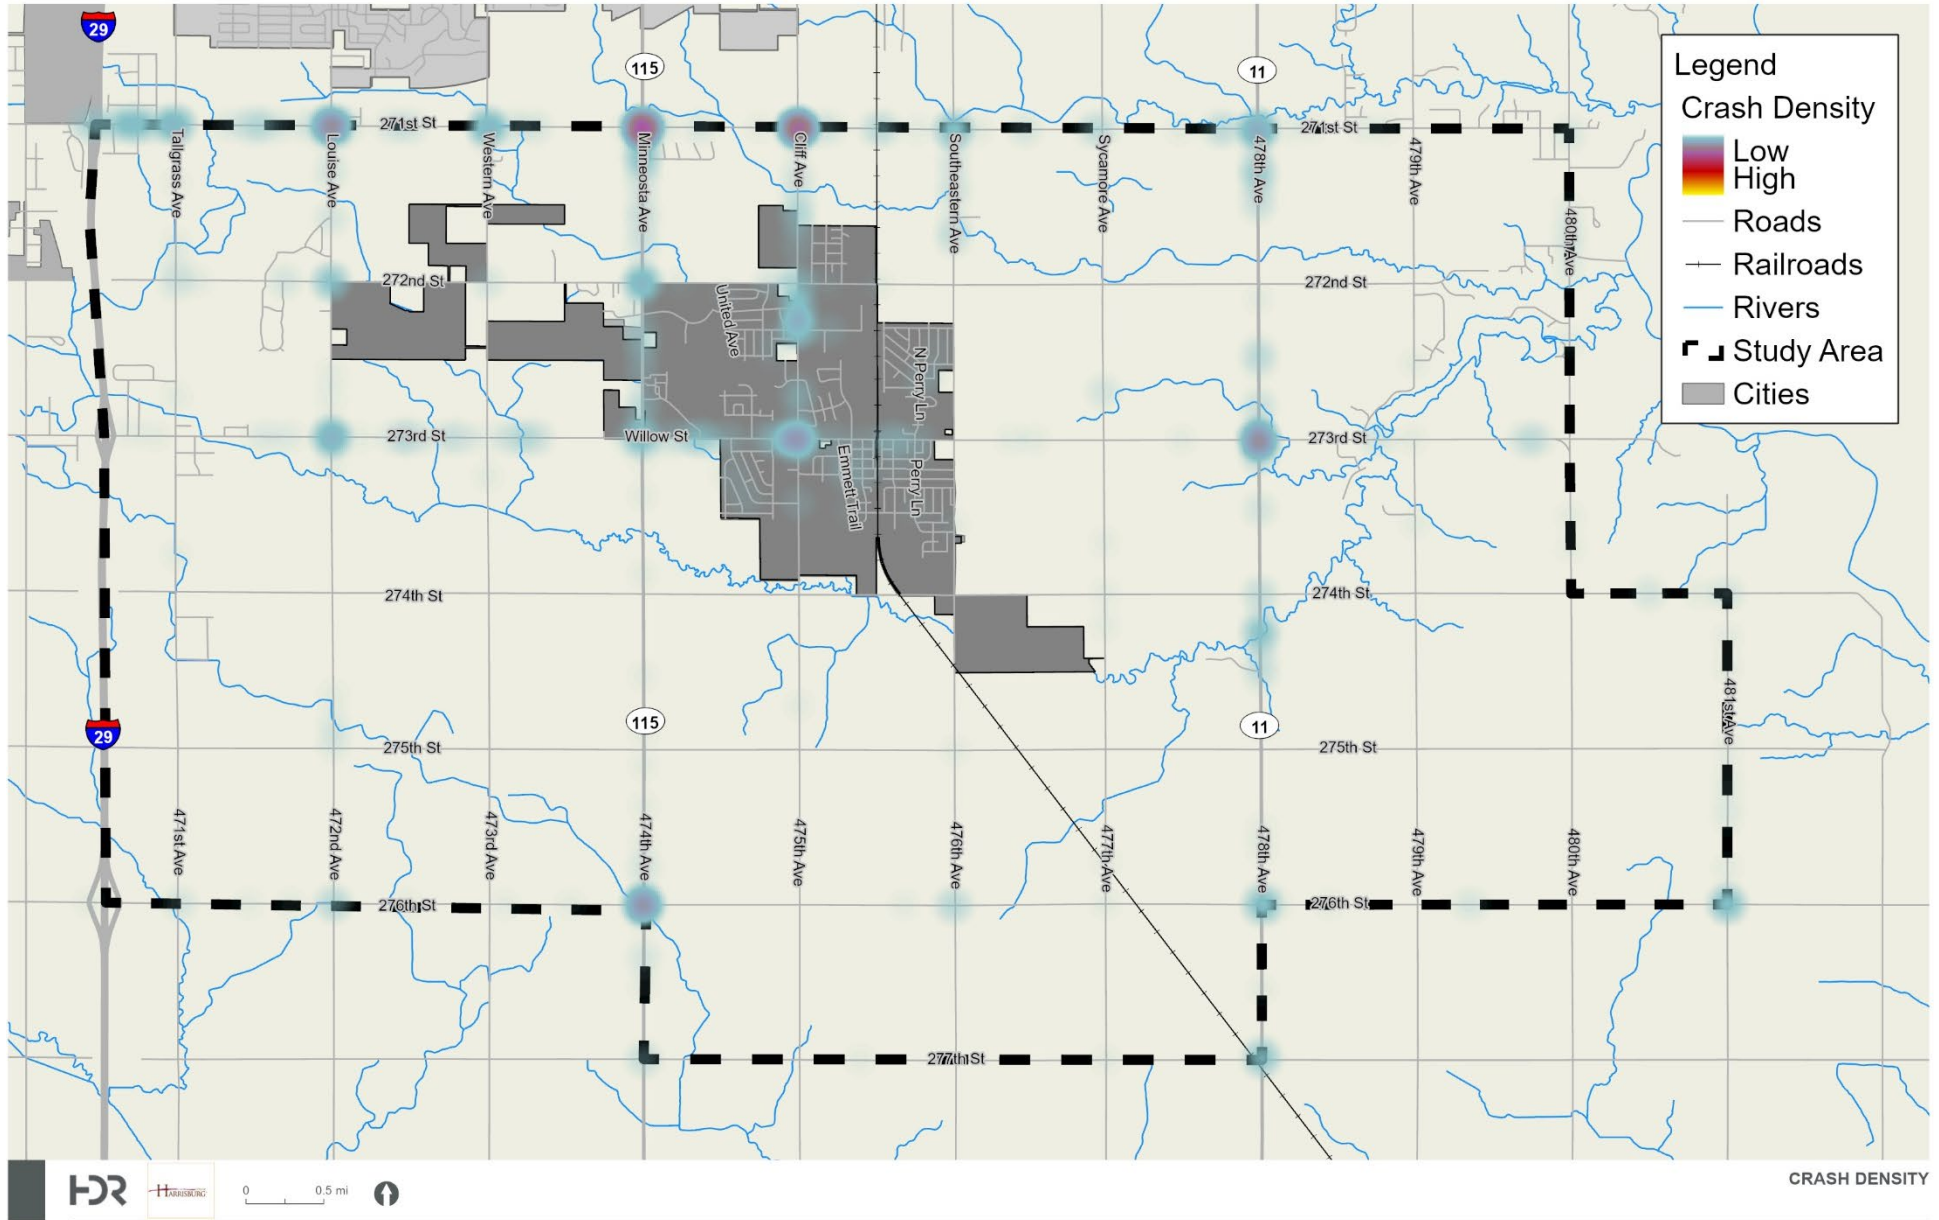 29
115
11
Legend
Crash Density
Low
High
Roads
Railroads
Rivers
Study Area
Cities
271st St
271st St
Tallgrass Ave
Louise Ave
Western Ave
Minneosta Ave
Cliff Ave
Southeastern Ave
Sycamore Ave
478th Ave
479th Ave
480th Ave
272nd St
272nd St
United Ave
N Perry Ln
273rd St
Willow St
273rd St
Emmett Trail
Perry Ln
274th St
274th St
29
115
11
481st Ave
275th St
275th St
471st Ave
472nd Ave
473rd Ave
474th Ave
475th Ave
476th Ave
477th Ave
478th Ave
479th Ave
480th Ave
276th St
276th St
277th St
HDR
HARRISBURG
0 0.5 mi
CRASH DENSITY